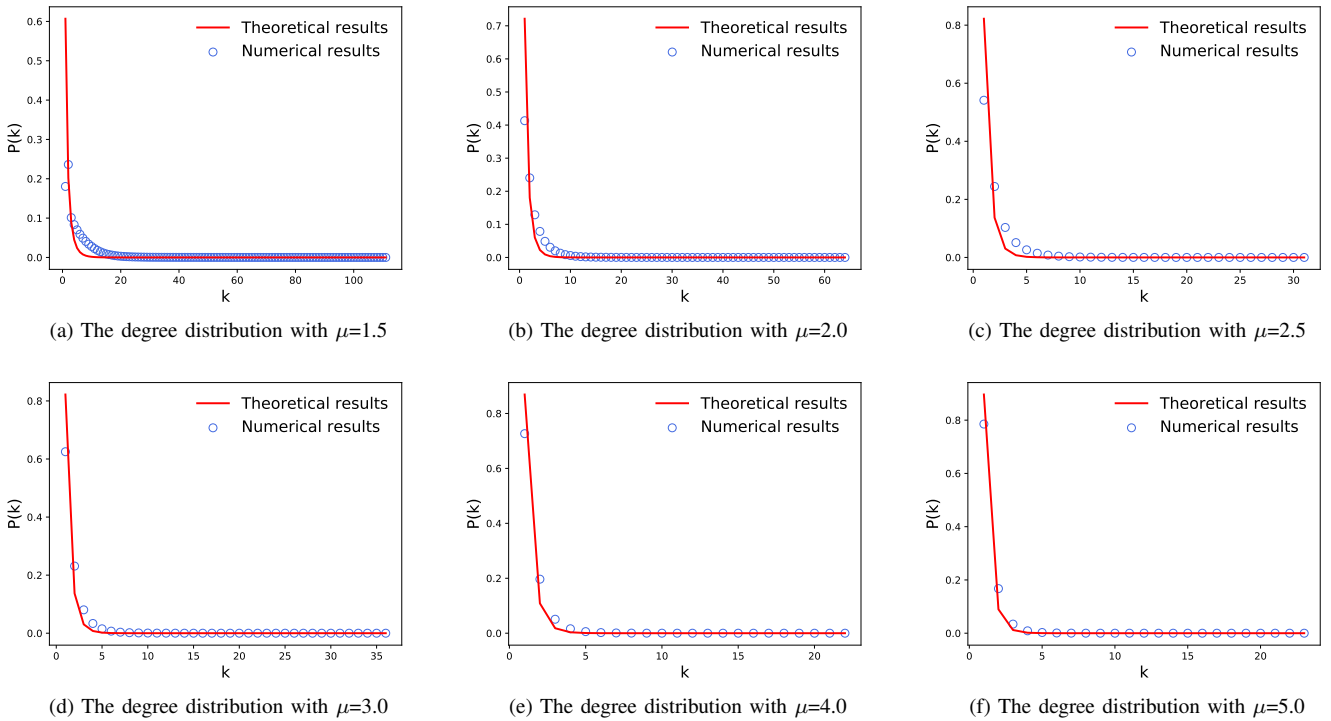 Theoretical results
Numerical results
P(k)
0.6
0.5
0.4
0.3
0.2
0.1
0.0
0 20 40 60 80 100
k
(a) The degree distribution with μ=1.5
Theoretical results
Numerical results
P(k)
0.7
0.6
0.5
0.4
0.3
0.2
0.1
0.0
0 10 20 30 40 50 60
k
(b) The degree distribution with μ=2.0
Theoretical results
Numerical results
P(k)
0.8
0.6
0.4
0.2
0.0
0 5 10 15 20 25 30
k
(c) The degree distribution with μ=2.5
Theoretical results
Numerical results
P(k)
0.8
0.6
0.4
0.2
0.0
0 5 10 15 20 25 30 35
k
(d) The degree distribution with μ=3.0
Theoretical results
Numerical results
P(k)
0.8
0.6
0.4
0.2
0.0
0 5 10 15 20
k
(e) The degree distribution with μ=4.0
Theoretical results
Numerical results
P(k)
0.8
0.6
0.4
0.2
0.0
0 5 10 15 20
k
(f) The degree distribution with μ=5.0